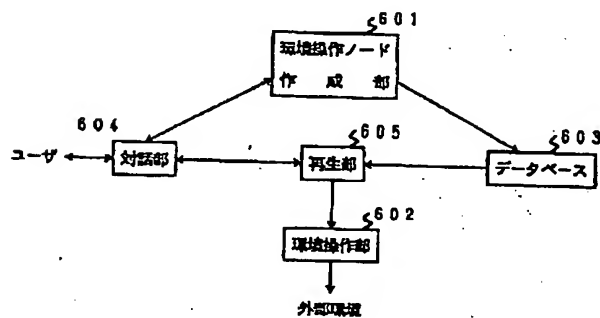 601
環境操作ノード
作成部
604
605
603
ユーザ
対話部
再生部
データベース
602
環境操作部
外部環境